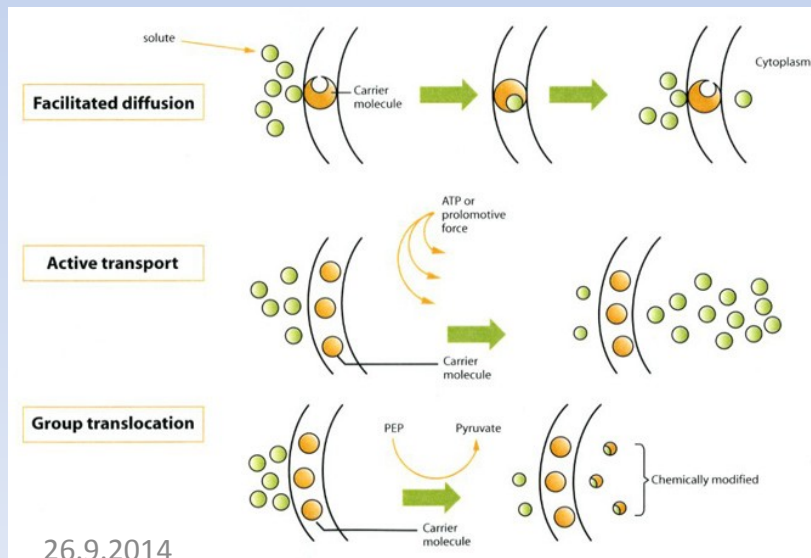 solute
Facilitated diffusion
Carrier
molecule
Cytoplasm
ATP or
prolomotive
force
Active transport
Carrier
molecule
Group translocation
PEP
Pyruvate
Chemically modified
Carrier
molecule
26.9.2014